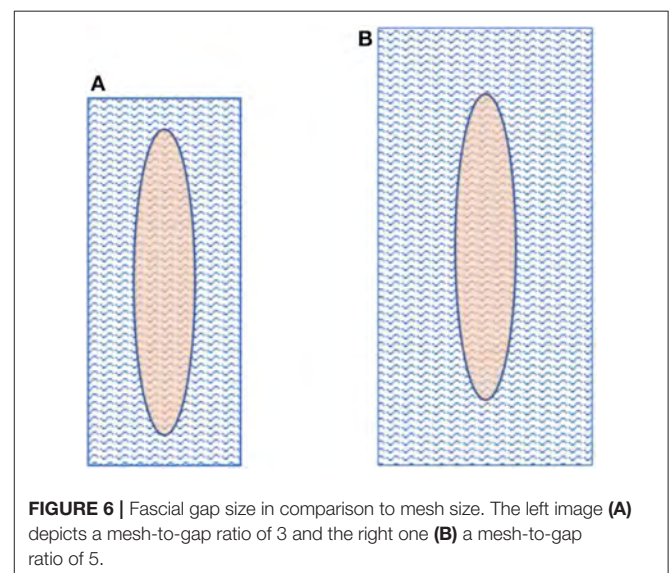 A
B
FIGURE 6 | Fascial gap size in comparison to mesh size. The left image (A)
depicts a mesh-to-gap ratio of 3 and the right one (B) a mesh-to-gap
ratio of 5.